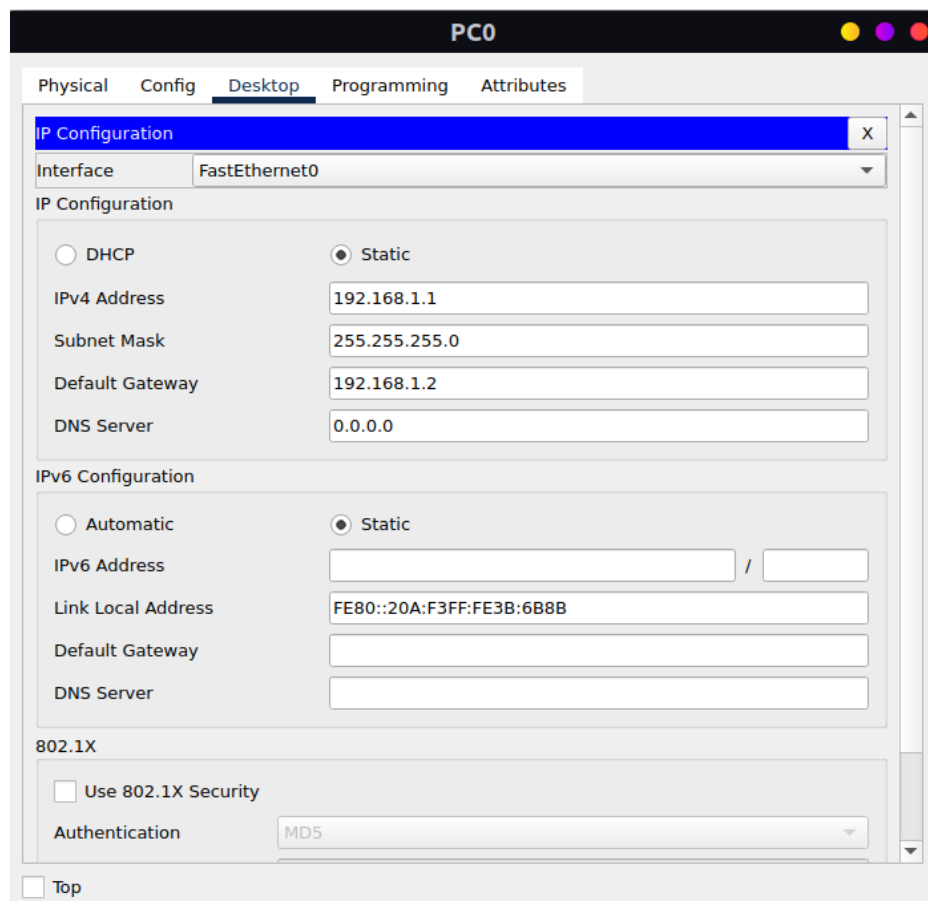 PC0
Physical Config Desktop Programming Attributes
IP Configuration X
Interface FastEthernet0
IP Configuration
DHCP Static
IPv4 Address 192.168.1.1
Subnet Mask 255.255.255.0
Default Gateway 192.168.1.2
DNS Server 0.0.0.0
IPv6 Configuration
Automatic Static
IPv6 Address /
Link Local Address FE80::20A:F3FF:FE3B:6B8B
Default Gateway
DNS Server
802.1X
Use 802.1X Security
Authentication MD5
Top